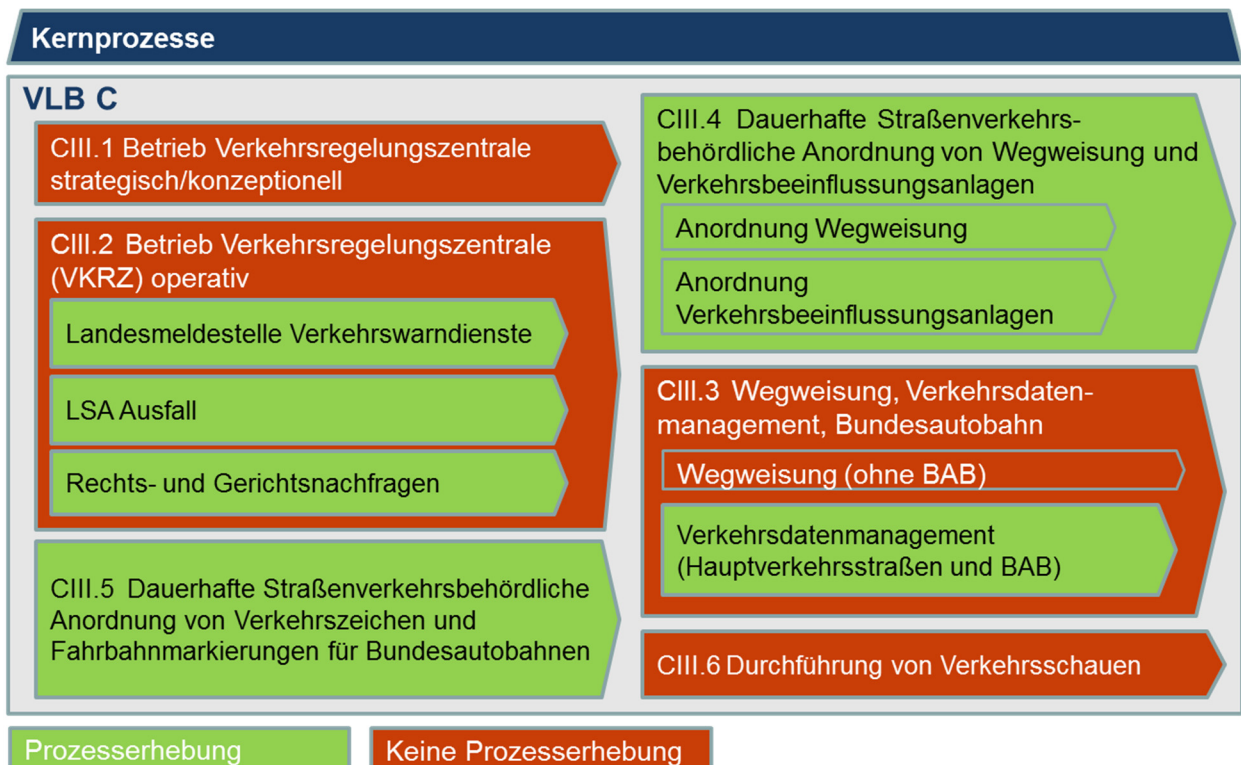 Kernprozesse
VLB C
CIII.1 Betrieb Verkehrsregelungszentrale
strategisch/konzeptionell
CIII.2 Betrieb Verkehrsregelungszentrale
(VKRZ) operativ
Landesmeldestelle Verkehrswarndienste
LSA Ausfall
Rechts- und Gerichtsnachfragen
CIII.5 Dauerhafte Straßenverkehrsbehördliche
Anordnung von Verkehrszeichen und
Fahrbahnmarkierungen für Bundesautobahnen
CIII.4 Dauerhafte Straßenverkehrs-
behördliche Anordnung von Wegweisung und
Verkehrsbeeinflussungsanlagen
Anordnung Wegweisung
Anordnung
Verkehrsbeeinflussungsanlagen
CIII.3 Wegweisung, Verkehrsdaten-
management, Bundesautobahn
Wegweisung (ohne BAB)
Verkehrsdatenmanagement
(Hauptverkehrsstraßen und BAB)
CIII.6 Durchführung von Verkehrsschauen
Prozesserhebung
Keine Prozesserhebung